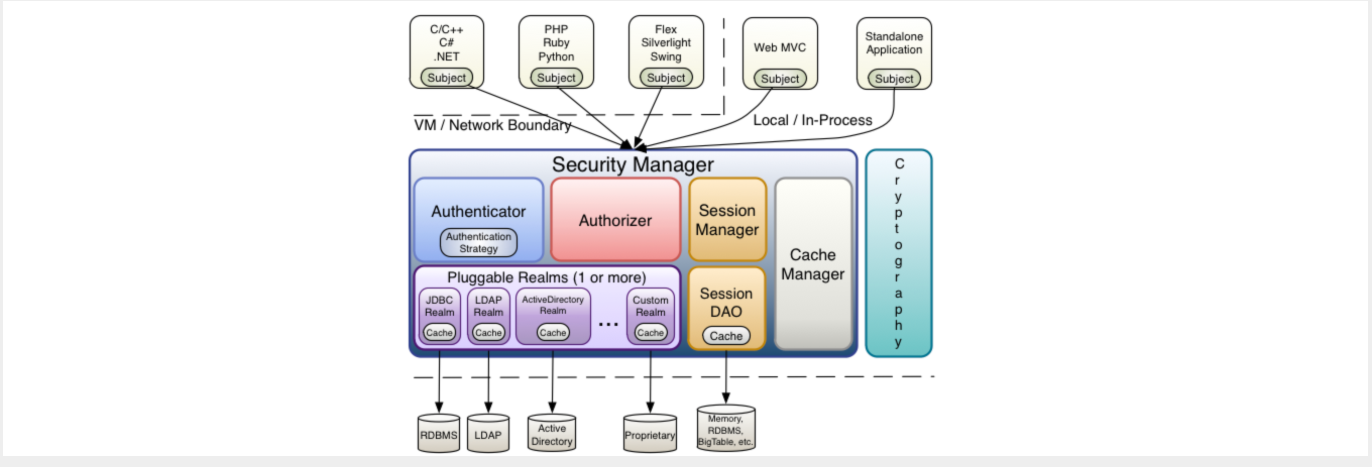 C/C++
C#
.NET
Subject
PHP
Ruby
Python
Subject
Flex
Silverlight
Swing
Subject
Web MVC
Subject
Standalone
Application
Subject
VM / Network Boundary
Local / In-Process
Security Manager
Authenticator
Authentication
Strategy
Authorizer
Session
Manager
Cache
Manager
Cryptography
Pluggable Realms (1 or more)
JDBC
Realm
Cache
LDAP
Realm
Cache
ActiveDirectory
Realm
Cache
...
Custom
Realm
Cache
Session
DAO
Cache
RDBMS
LDAP
Active
Directory
Proprietary
Memory,
RDBMS,
BigTable, etc.